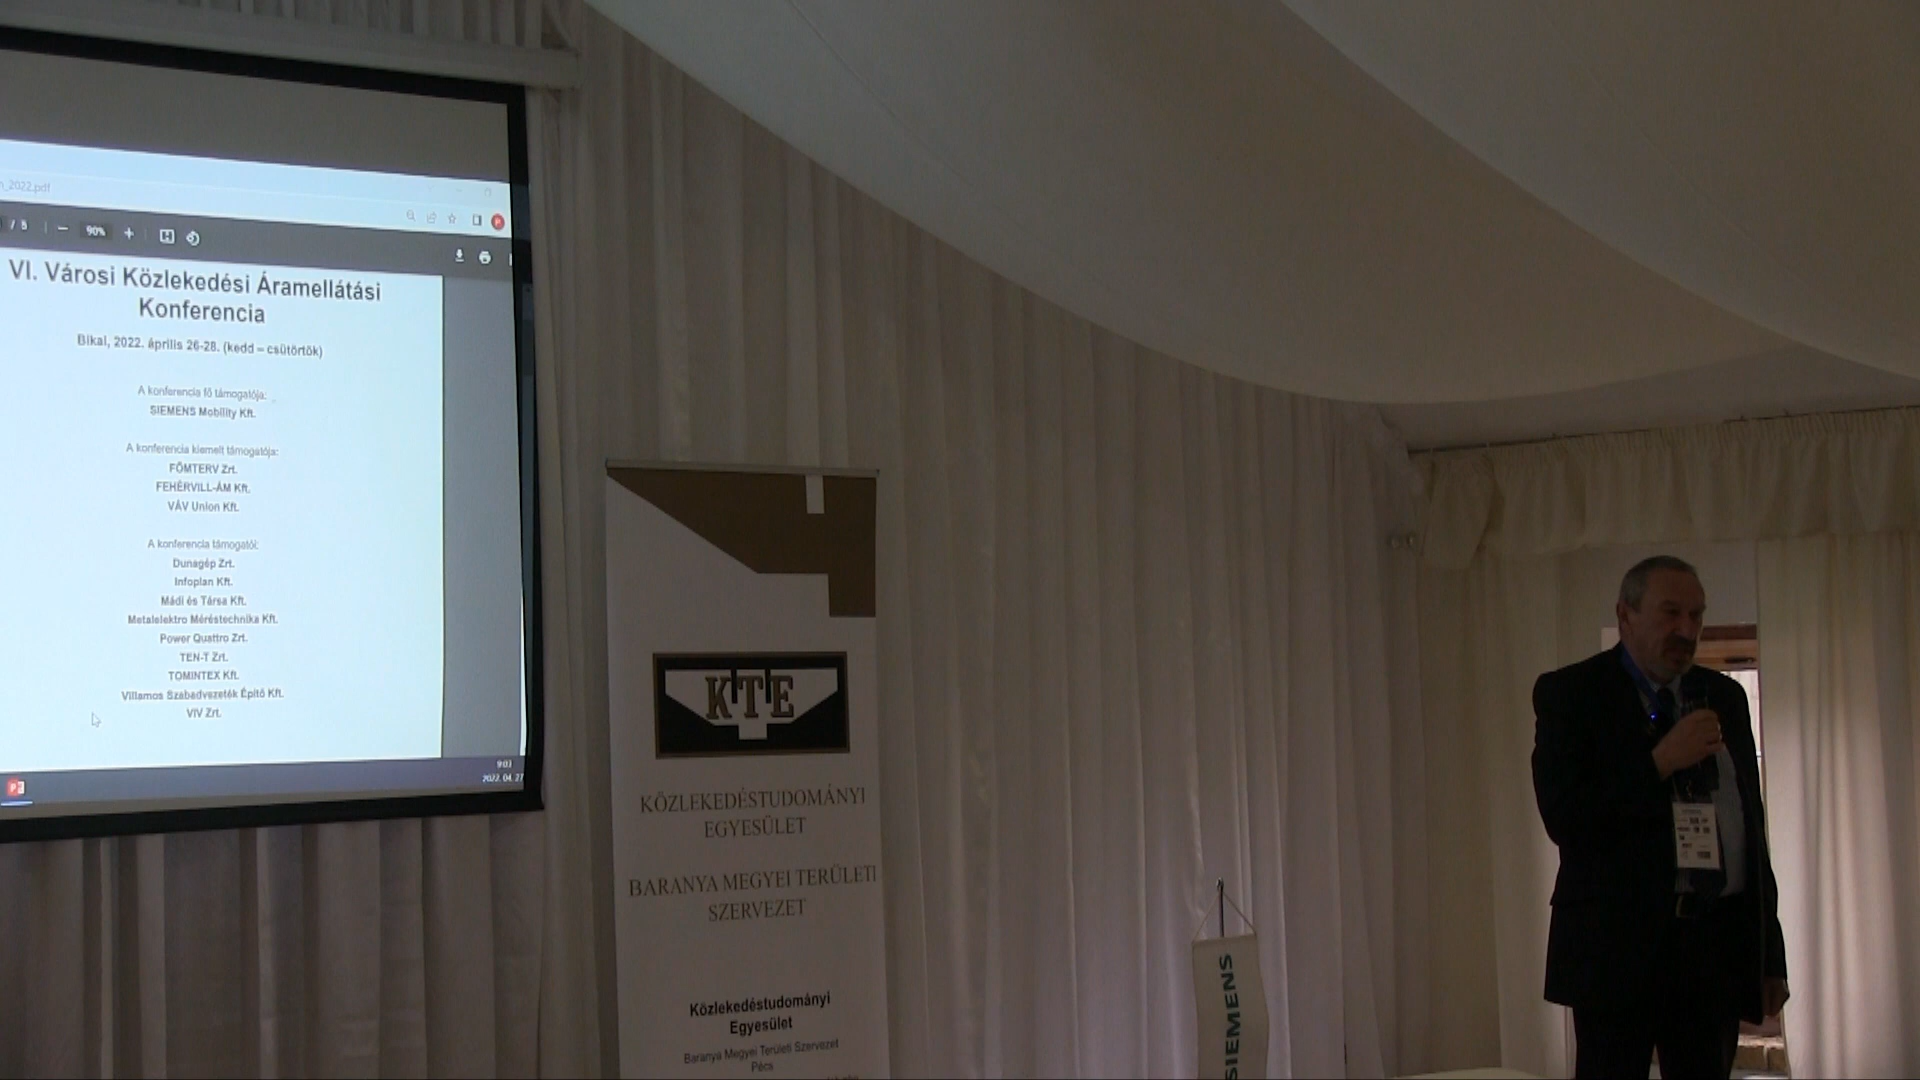 _2022.pdf
/ 5
90%
VI. Városi Közlekedési Áramellátási
Konferencia
Bikal, 2022. április 26-28. (kedd – csütörtök)
A konferencia fő támogatója:
SIEMENS Mobility Kft.
A konferencia kiemelt támogatója:
FŐMTERV Zrt.
FEHÉRVILL-ÁM Kft.
VÁV Union Kft.
A konferencia támogatói:
Dunagép Zrt.
Infoplan Kft.
Mádi és Társa Kft.
Metalelektro Méréstechnika Kft.
Power Quattro Zrt.
TEN-T Zrt.
TOMINTEX Kft.
Villamos Szabadvezeték Építő Kft.
VIV Zrt.
9:03
2022. 04. 27
KTE
KÖZLEKEDÉSTUDOMÁNYI
EGYESÜLET
BARANYA MEGYEI TERÜLETI
SZERVEZET
Közlekedéstudományi
Egyesület
Baranya Megyei Területi Szervezet
Pécs
SIEMENS